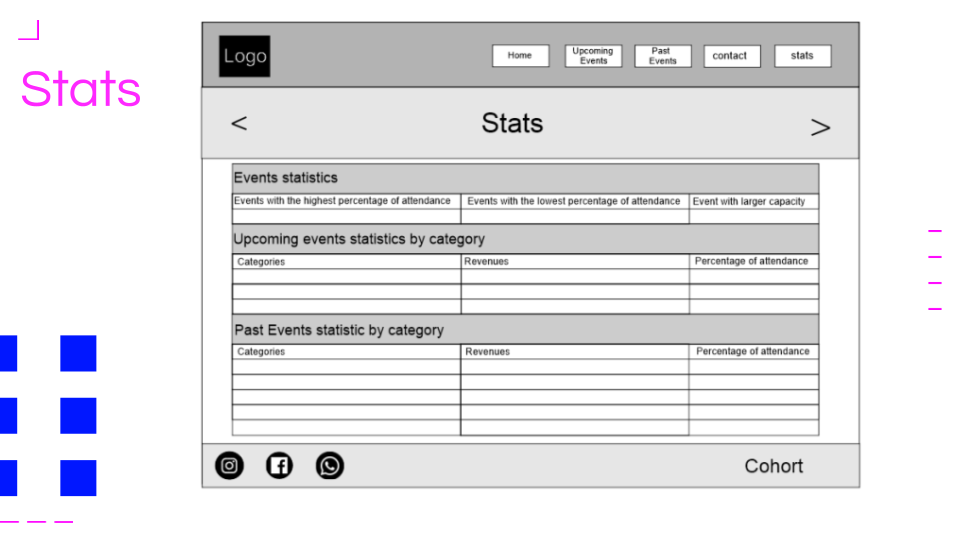 Stats
Logo
Home
Upcoming
Events
Past
Events
contact
stats
<
Stats
>
Events statistics
Events with the highest percentage of attendance
Events with the lowest percentage of attendance
Event with larger capacity
Upcoming events statistics by category
Categories
Revenues
Percentage of attendance
Past Events statistic by category
Categories
Revenues
Percentage of attendance
Cohort